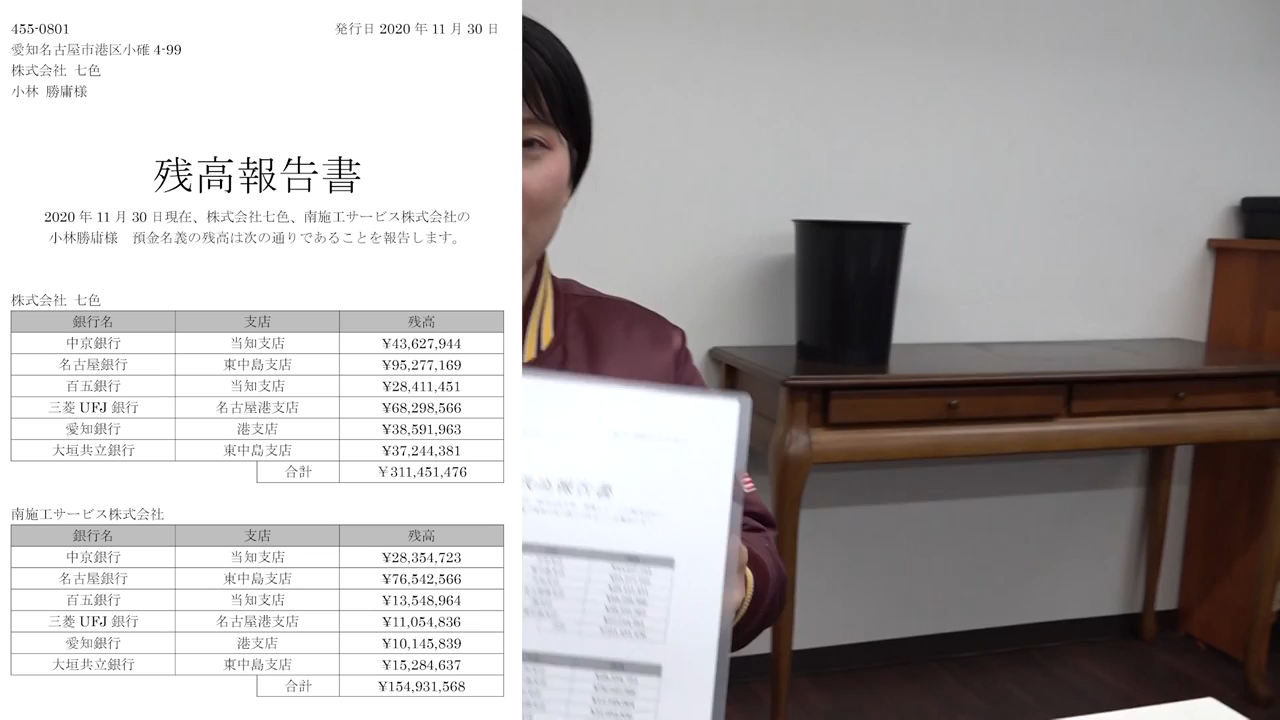 455-0801 発行日 2020 年 11 月 30 日
愛知名古屋市港区小碓 4-99
株式会社 七色
小林 勝庸様
残高報告書
2020 年 11 月 30 日現在、株式会社七色、南施工サービス株式会社の
小林勝庸様 預金名義の残高は次の通りであることを報告します。
株式会社 七色
銀行名 支店 残高
中京銀行 当知支店 ¥43,627,944
名古屋銀行 東中島支店 ¥95,277,169
百五銀行 当知支店 ¥28,411,451
三菱 UFJ 銀行 名古屋港支店 ¥68,298,566
愛知銀行 港支店 ¥38,591,963
大垣共立銀行 東中島支店 ¥37,244,381
合計 ¥311,451,476
南施工サービス株式会社
銀行名 支店 残高
中京銀行 当知支店 ¥28,354,723
名古屋銀行 東中島支店 ¥76,542,566
百五銀行 当知支店 ¥13,548,964
三菱 UFJ 銀行 名古屋港支店 ¥11,054,836
愛知銀行 港支店 ¥10,145,839
大垣共立銀行 東中島支店 ¥15,284,637
合計 ¥154,931,568
報告書